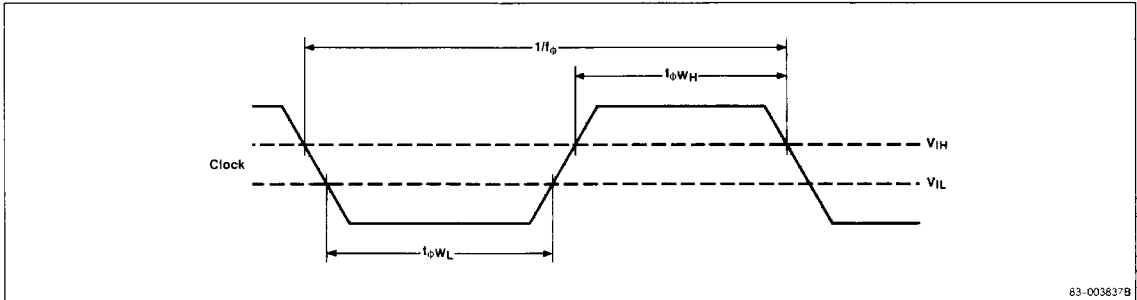 1/fφ
tφWH
VIH
Clock
VIL
tφWL
83-003837B